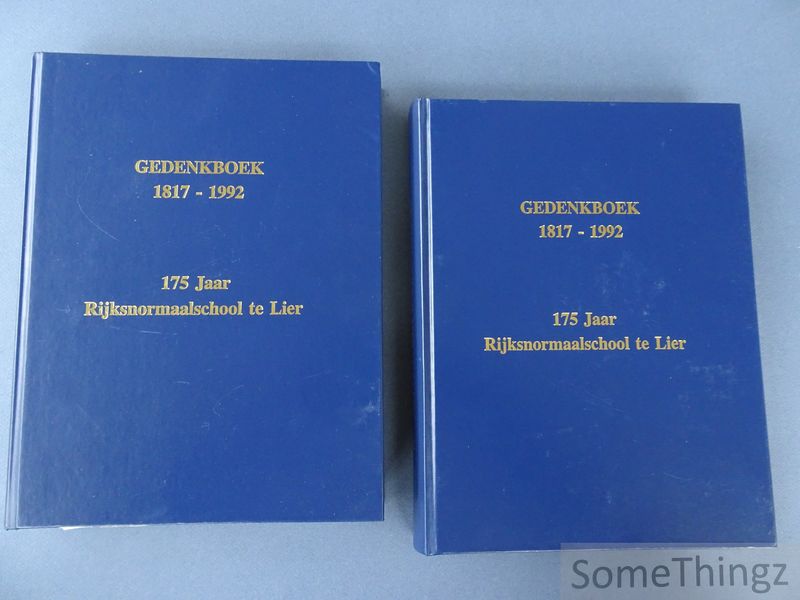 GEDENKBOEK
1817 - 1992
175 Jaar
Rijksnormaalschool te Lier
GEDENKBOEK
1817 - 1992
175 Jaar
Rijksnormaalschool te Lier
SomeThingz